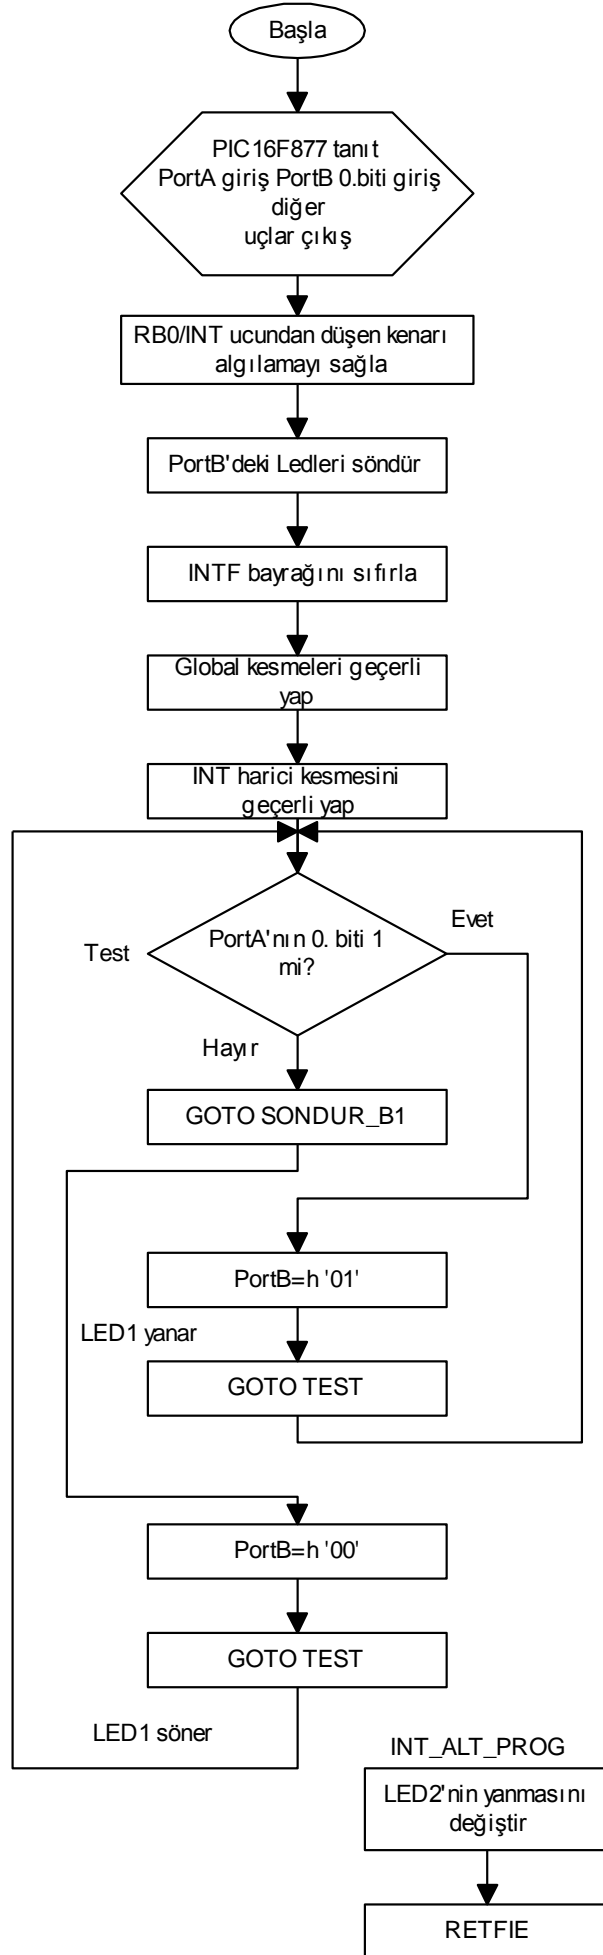 Başla
PIC16F877 tanıt
PortA giriş PortB 0.biti giriş
diğer
uçlar çıkış
RB0/INT ucundan düşen kenarı
algılamayı sağla
PortB'deki Ledleri söndür
INTF bayrağını sıfırla
Global kesmeleri geçerli
yap
INT harici kesmesini
geçerli yap
Evet
Test
PortA'nın 0. biti 1
mi?
Hayır
GOTO SONDUR_B1
PortB=h '01'
LED1 yanar
GOTO TEST
PortB=h '00'
GOTO TEST
LED1 söner
INT_ALT_PROG
LED2'nin yanmasını
değiştir
RETFIE